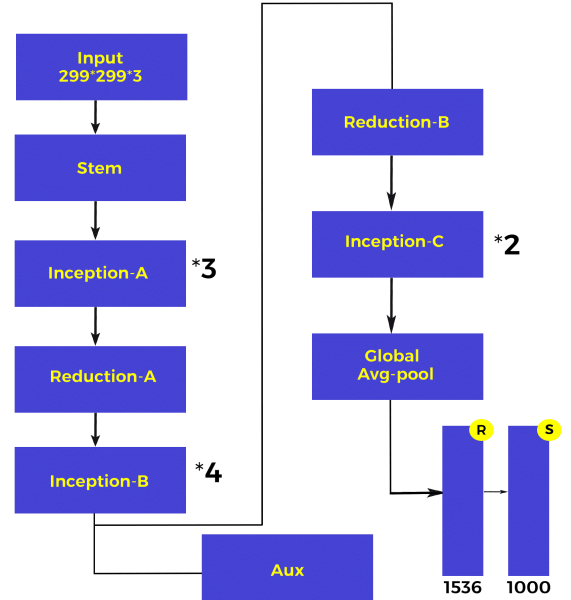 Input
299*299*3
Stem
Inception-A
*3
Reduction-A
Inception-B
*4
Aux
Reduction-B
Inception-C
*2
Global
Avg-pool
R
S
1536
1000